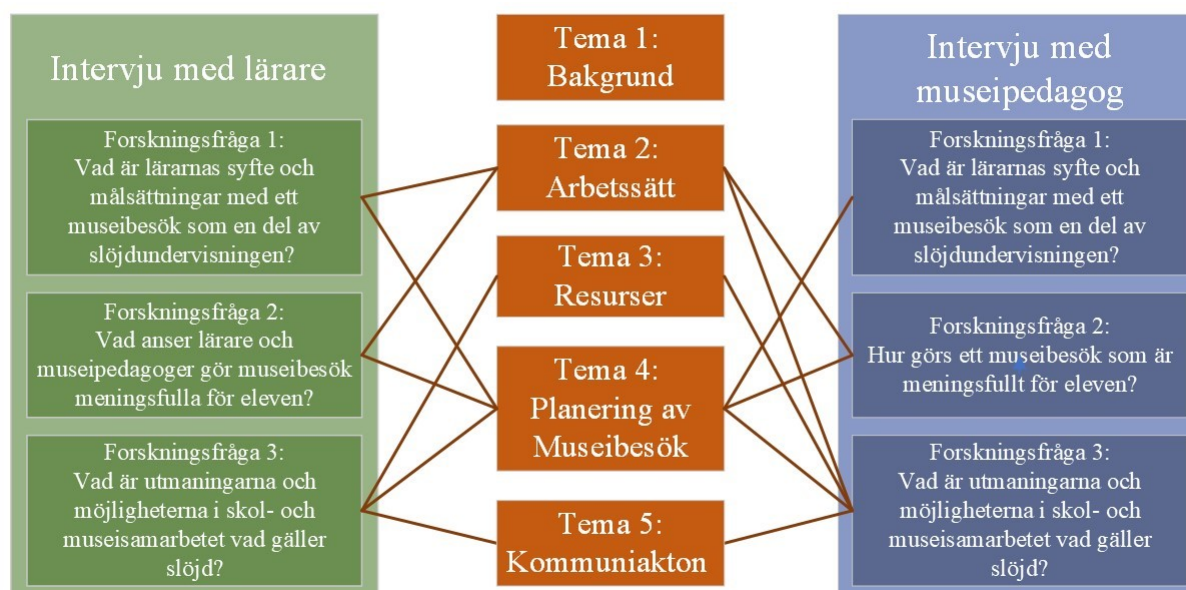 Intervju med lärare
Forskningsfråga 1:
Vad är lärarnas syfte och
målsättningar med ett
museibesök som en del av
slöjdundervisningen?
Forskningsfråga 2:
Vad anser lärare och
museipedagoger gör museibesök
meningsfulla för eleven?
Forskningsfråga 3:
Vad är utmaningarna och
möjligheterna i skol- och
museisamarbetet vad gäller
slöjd?
Tema 1:
Bakgrund
Tema 2:
Arbetssätt
Tema 3:
Resurser
Tema 4:
Planering av
Museibesök
Tema 5:
Kommuniakton
Intervju med
museipedagog
Forskningsfråga 1:
Vad är lärarnas syfte och
målsättningar med ett
museibesök som en del av
slöjdundervisningen?
Forskningsfråga 2:
Hur görs ett museibesök som är
meningsfullt för eleven?
Forskningsfråga 3:
Vad är utmaningarna och
möjligheterna i skol- och
museisamarbetet vad gäller
slöjd?